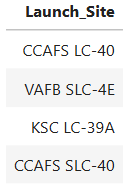 Launch_Site
CCAFS LC-40
VAFB SLC-4E
KSC LC-39A
CCAFS SLC-40